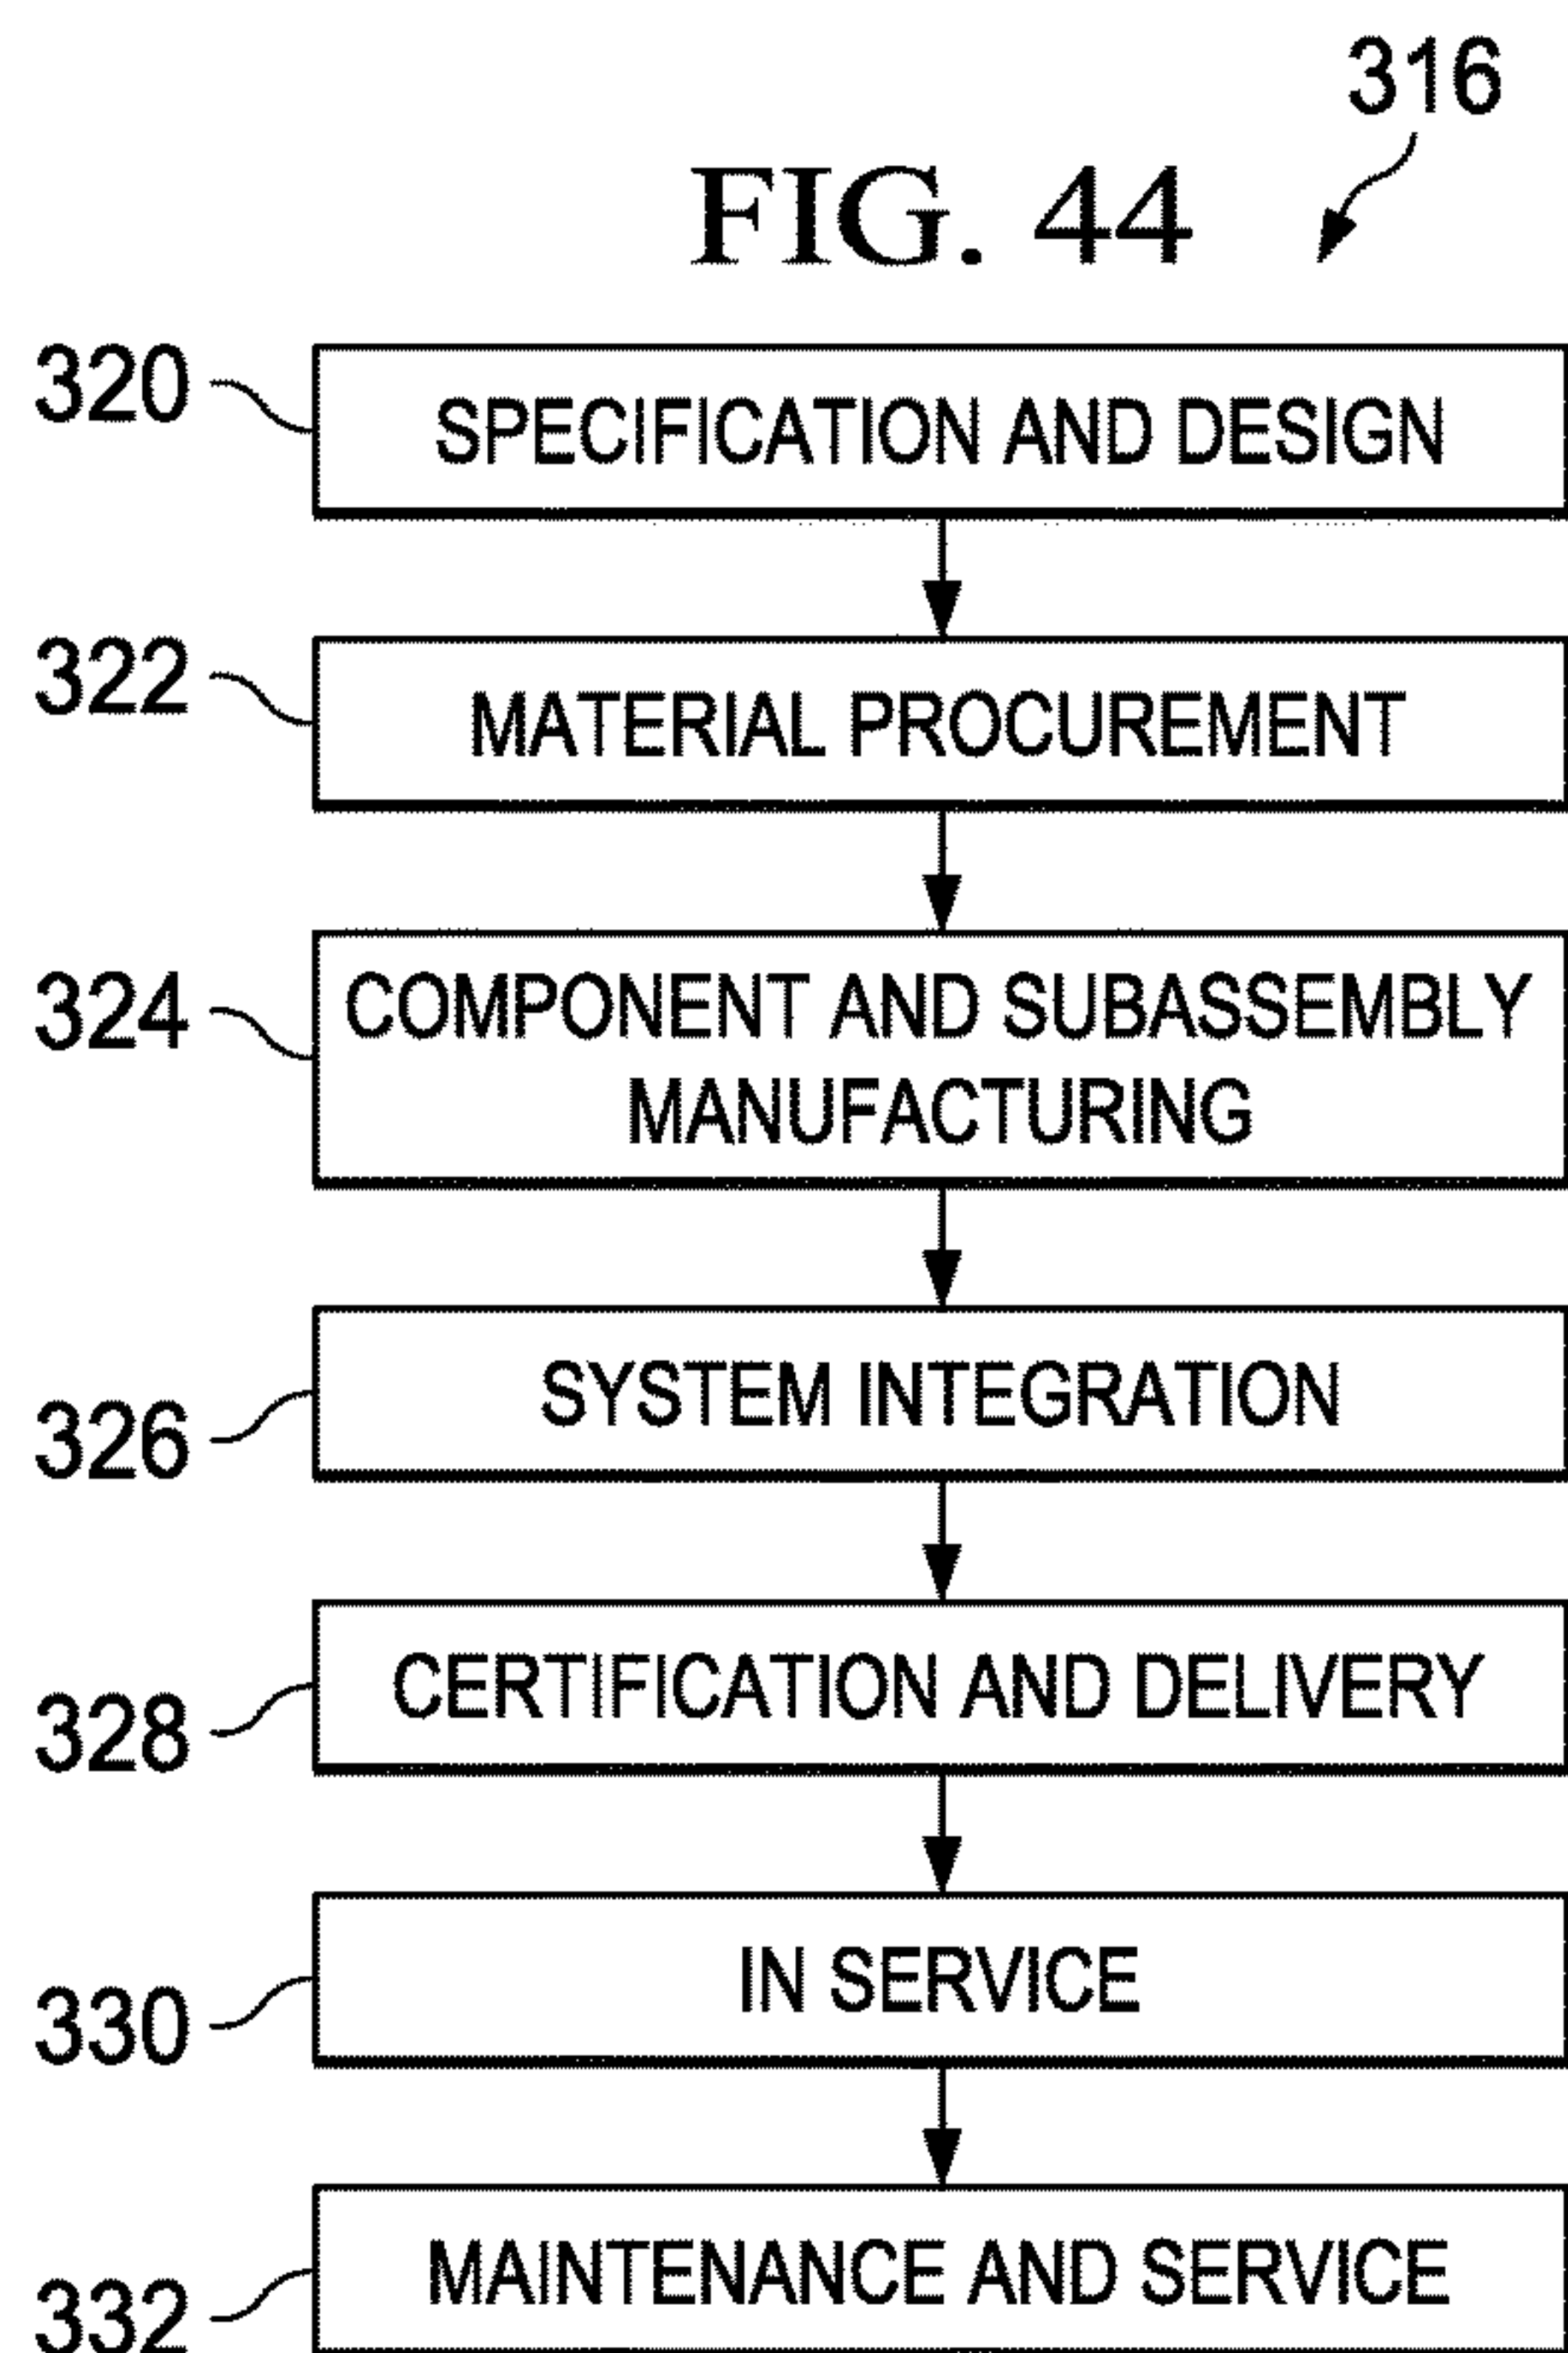 316
FIG. 44
320
SPECIFICATION AND DESIGN
322
MATERIAL PROCUREMENT
324
COMPONENT AND SUBASSEMBLY
MANUFACTURING
326
SYSTEM INTEGRATION
328
CERTIFICATION AND DELIVERY
330
IN SERVICE
332
MAINTENANCE AND SERVICE